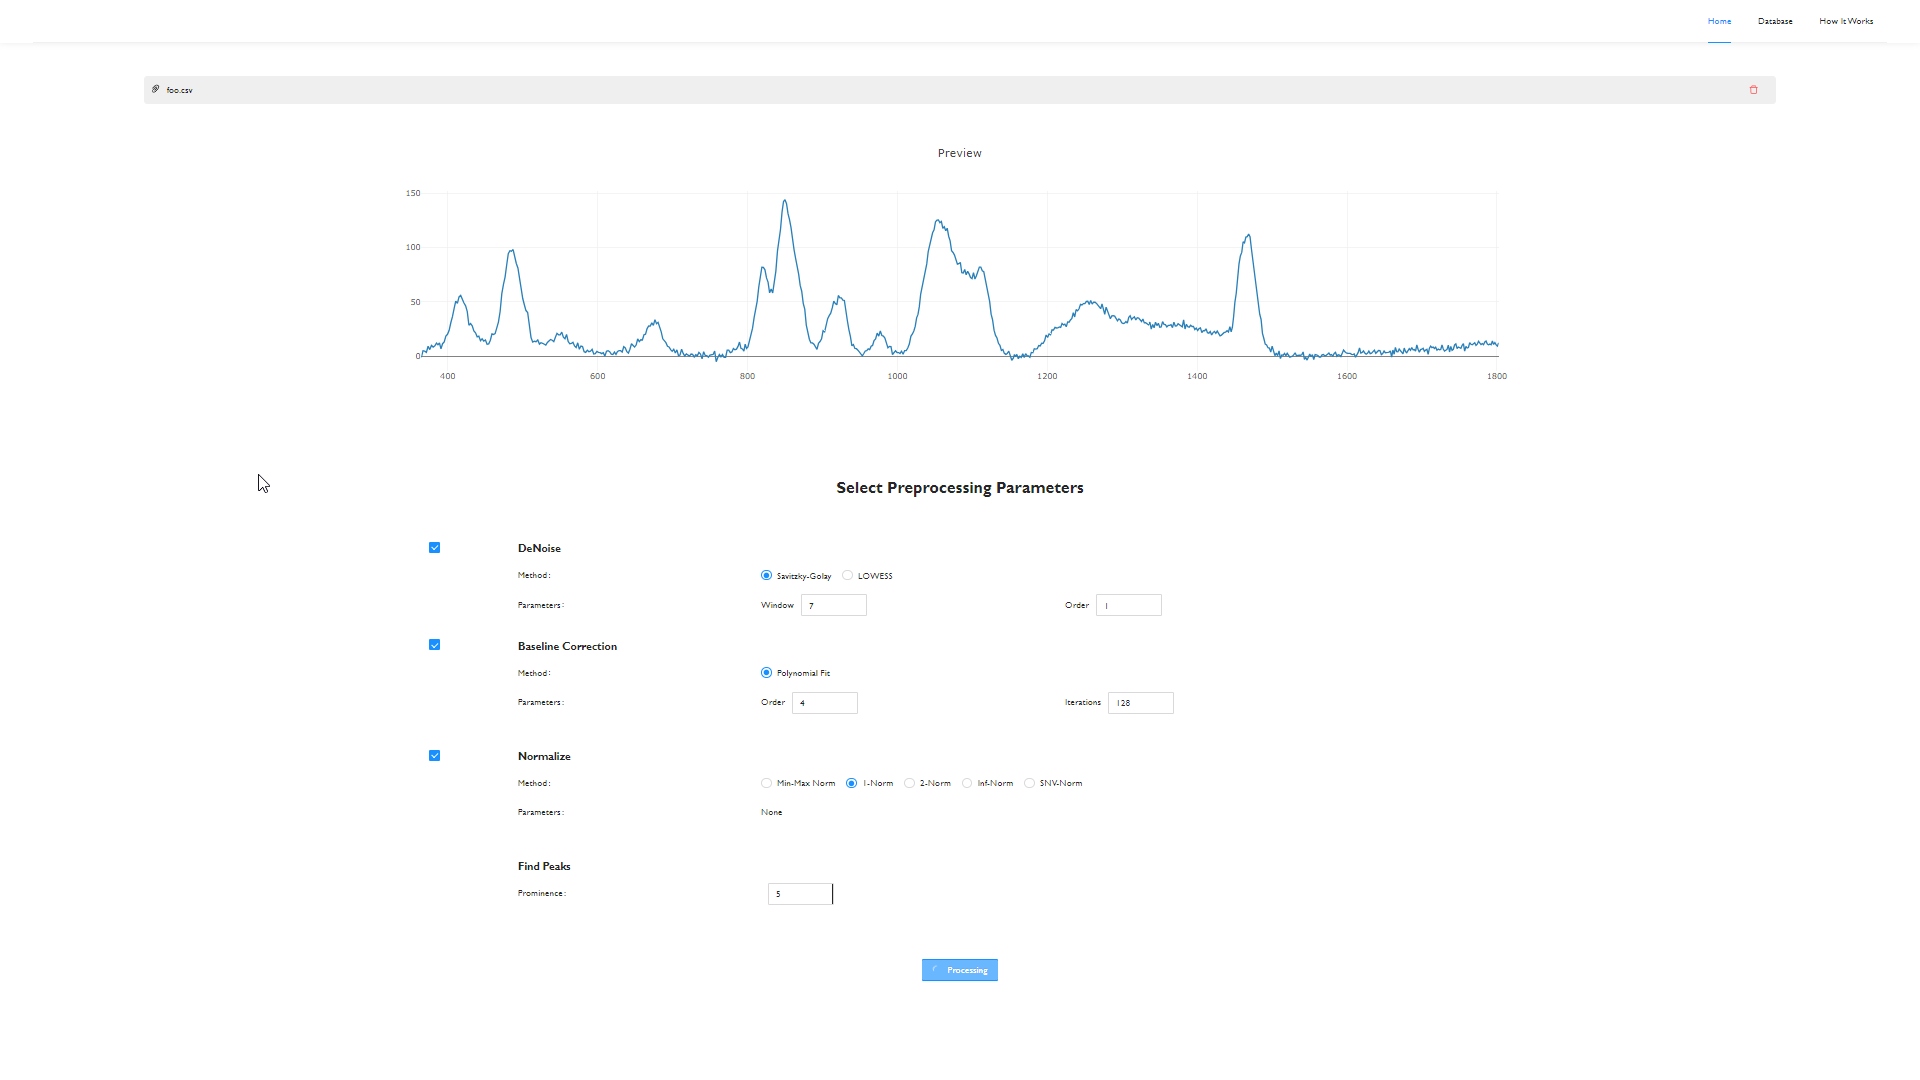 Home Database How It Works
foo.csv
Preview
150
100
50
0
400 600 800 1000 1200 1400 1600 1800
Select Preprocessing Parameters
DeNoise
Method: Savitzky-Golay LOWESS
Parameters: Window 7 Order 1
Baseline Correction
Method: Polynomial Fit
Parameters: Order 4 Iterations 128
Normalize
Method: Min-Max Norm 1-Norm 2-Norm Inf-Norm SNV-Norm
Parameters: None
Find Peaks
Prominence: 5
Processing